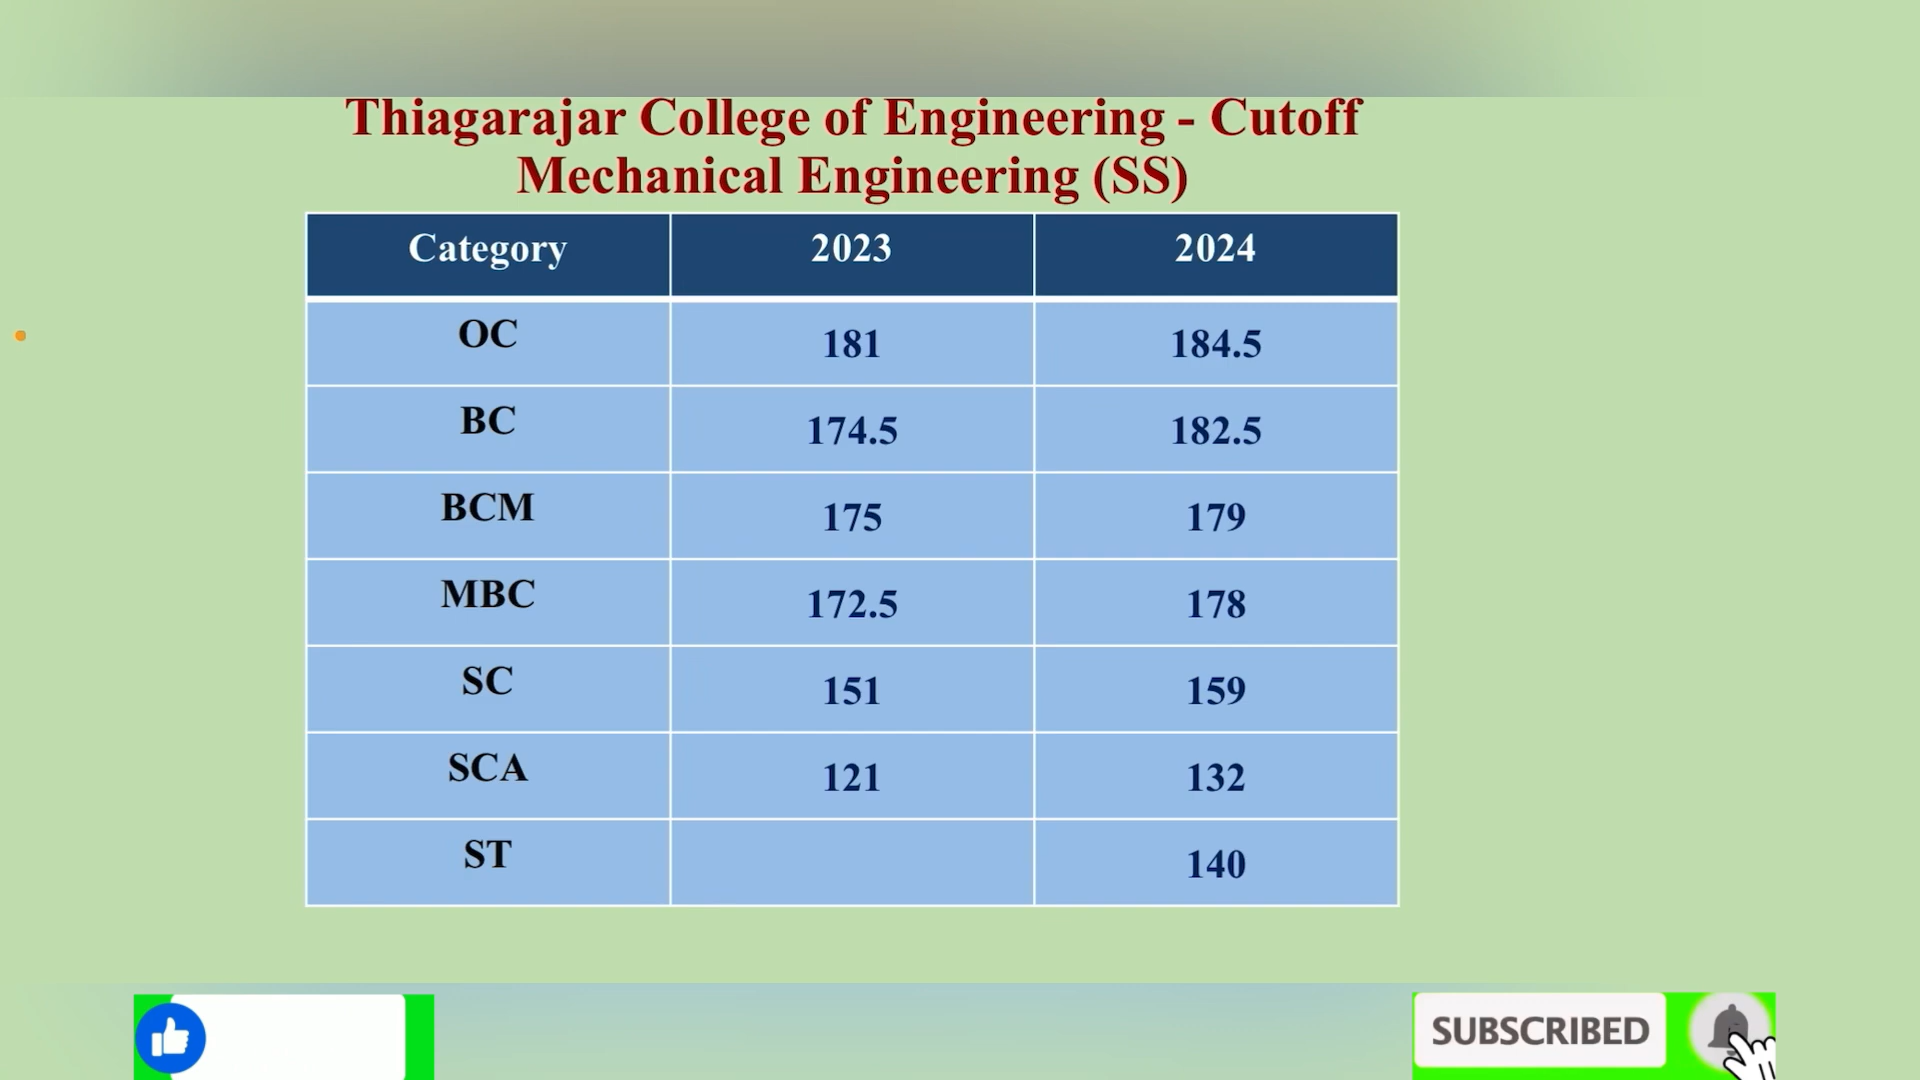 Thiagarajar College of Engineering - Cutoff
Mechanical Engineering (SS)
Category 2023 2024
OC 181 184.5
BC 174.5 182.5
BCM 175 179
MBC 172.5 178
SC 151 159
SCA 121 132
ST 140
SUBSCRIBED